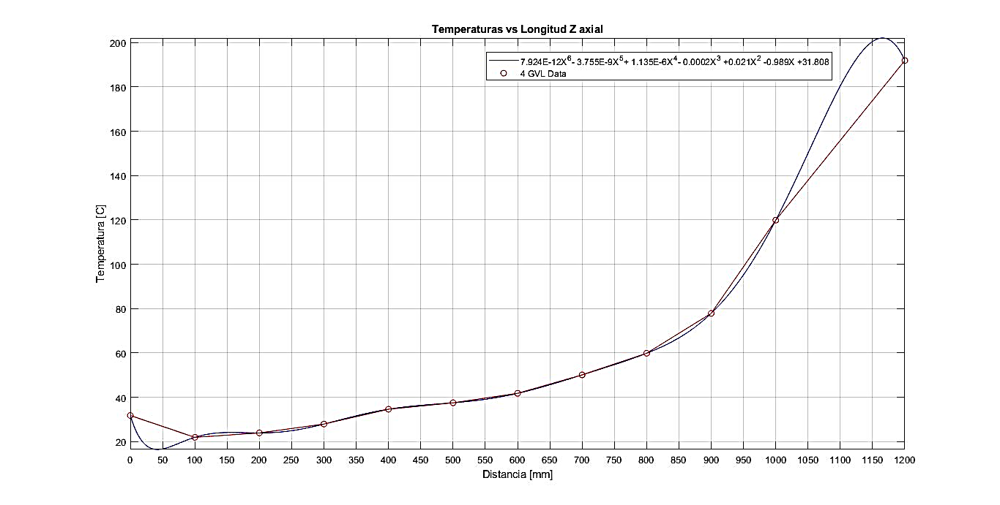 Temperaturas vs Longitud Z axial
7.924E-12X⁶- 3.755E-9X⁵+ 1.135E-6X⁴- 0.0002X³ +0.021X² -0.989X +31.808
4 GVL Data
Temperatura [C]
200
180
160
140
120
100
80
60
40
20
0 50 100 150 200 250 300 350 400 450 500 550 600 650 700 750 800 850 900 950 1000 1050 1100 1150 1200
Distancia [mm]